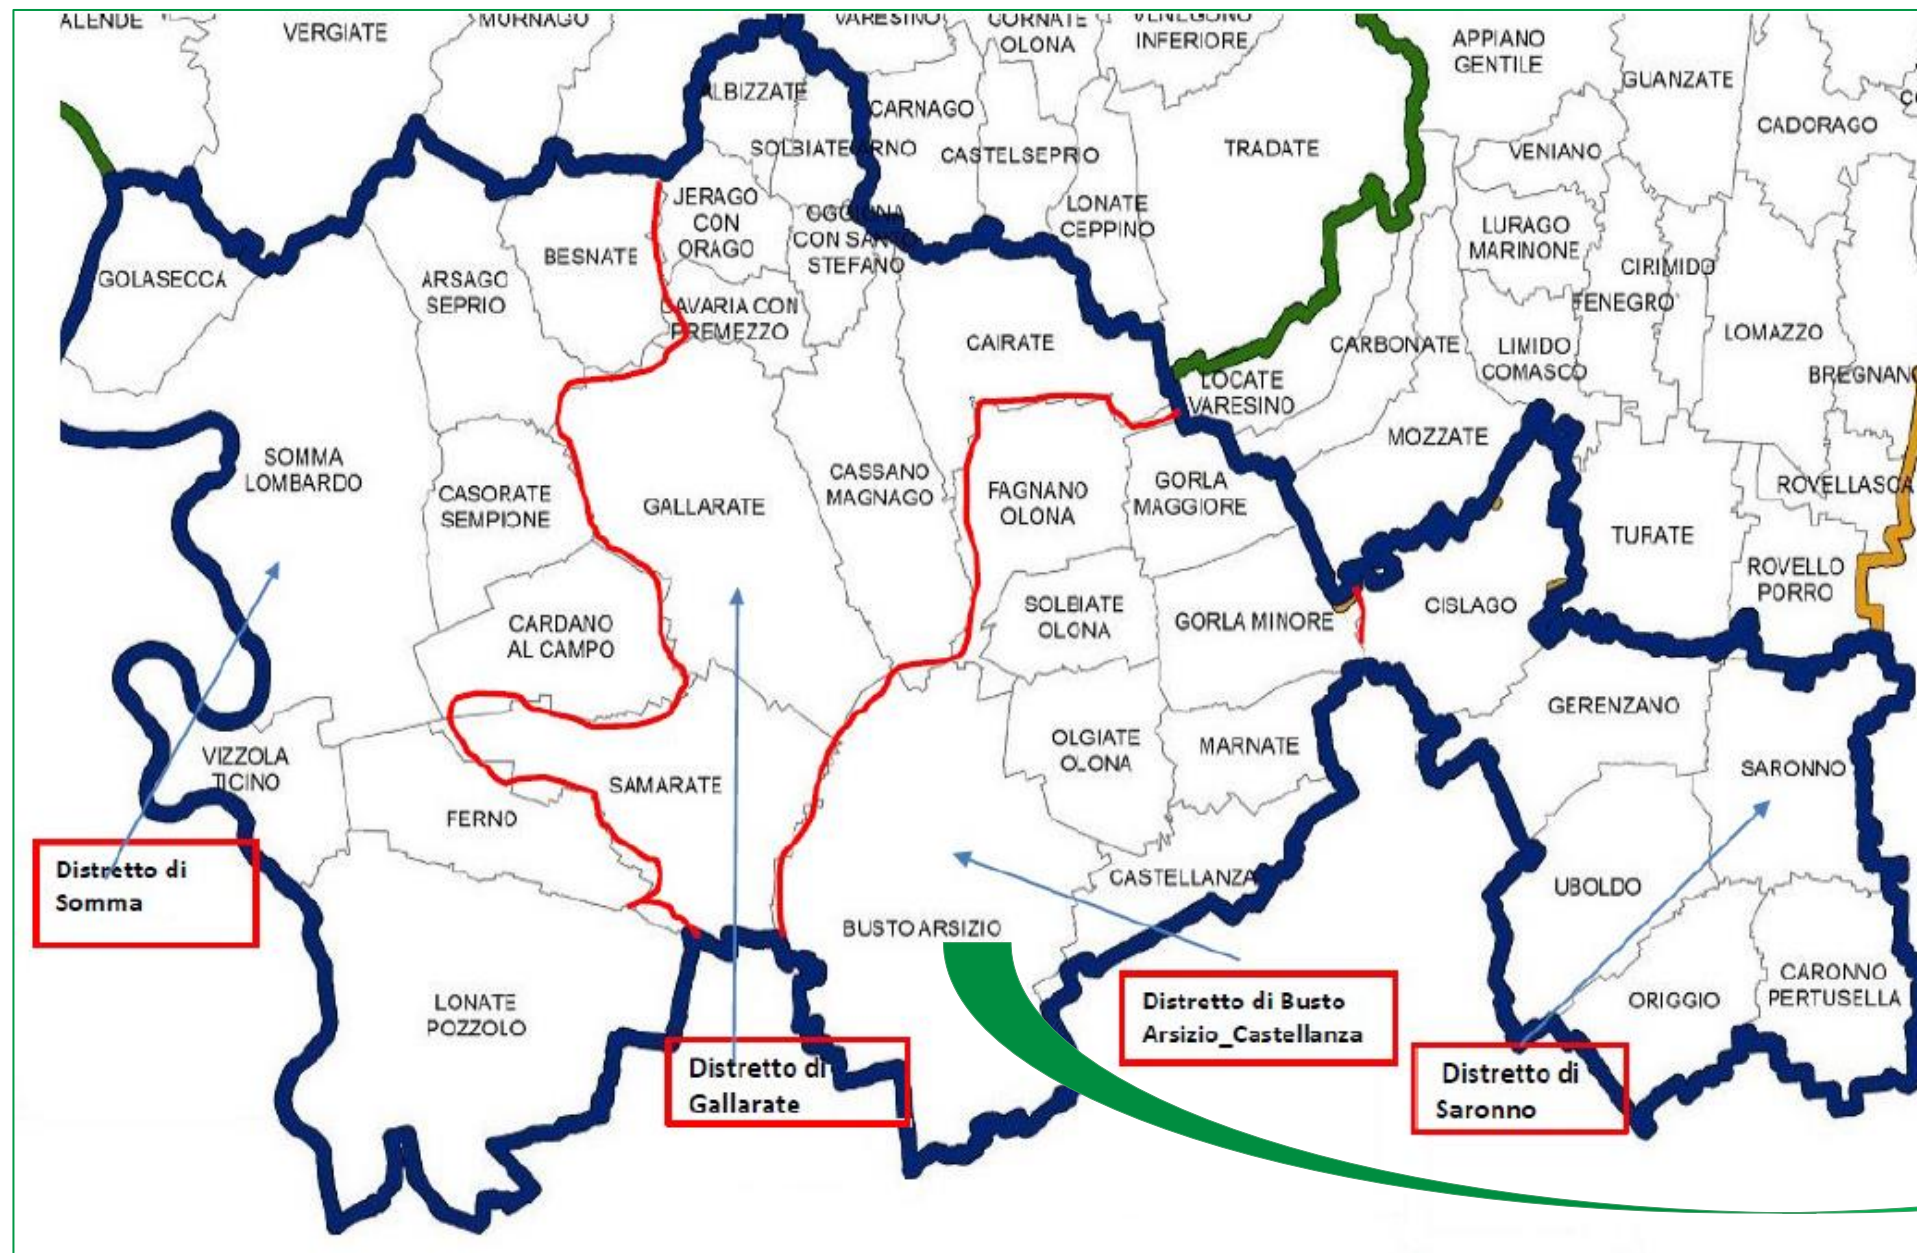 VERGIATE
MORNAGO
OLONA
INFERIORE
APPIANO
GENTILE
GUANZATE
CADORAGO
ALBIZZATE
CARNAGO
SOLBIATE ARNO
CASTELSEPRIO
TRADATE
VENIANO
JERAGO
CON
ORAGO
OGGIONA
CON SANTO
STEFANO
LONATE
CEPPINO
LURAGO
MARINONE
CIRIMIDO
FENEGRO'
GOLASECCA
ARSAGO
SEPRIO
BESNATE
CAVARIA CON
PREMEZZO
CAIRATE
CARBONATE
LIMIDO
COMASCO
LOMAZZO
LOCATE
VARESINO
MOZZATE
SOMMA
LOMBARDO
CASORATE
SEMPIONE
GALLARATE
CASSANO
MAGNAGO
FAGNANO
OLONA
GORLA
MAGGIORE
ROVELLASCA
TURATE
ROVELLO
PORRO
CARDANO
AL CAMPO
SOLBIATE
OLONA
GORLA MINORE
CISLAGO
GERENZANO
VIZZOLA
TICINO
FERNO
SAMARATE
OLGIATE
OLONA
MARNATE
SARONNO
CASTELLANZA
UBOLDO
BUSTO ARSIZIO
LONATE
POZZOLO
ORIGGIO
CARONNO
PERTUSELLA
Distretto di
Somma
Distretto di
Gallarate
Distretto di Busto
Arsizio_Castellanza
Distretto di
Saronno